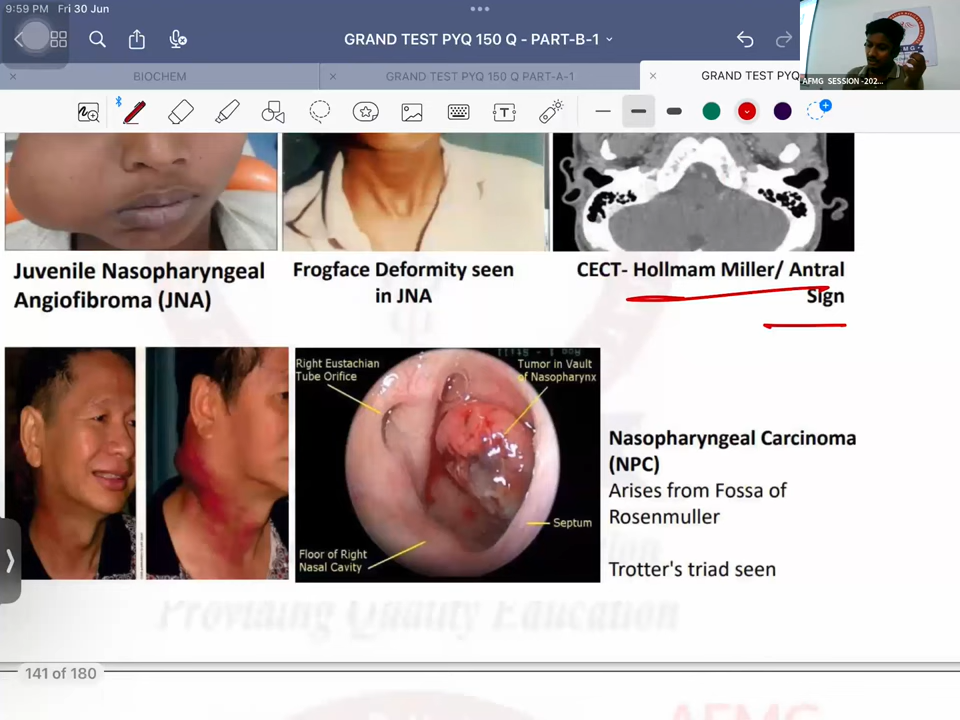 9:59 PM Fri 30 Jun
GRAND TEST PYQ 150 Q - PART-B-1
BIOCHEM
GRAND TEST PYQ 150 Q PART-A-1
GRAND TEST PYQ
AFMG SESSION -202...
Juvenile Nasopharyngeal
Angiofibroma (JNA)
Frogface Deformity seen
in JNA
CECT- Hollmam Miller/ Antral
Sign
Right Eustachian
Tube Orifice
Tumor in Vault
of Nasopharynx
Septum
Floor of Right
Nasal Cavity
Nasopharyngeal Carcinoma
(NPC)
Arises from Fossa of
Rosenmuller
Trotter's triad seen
Providing Quality Education
141 of 180
AFMG